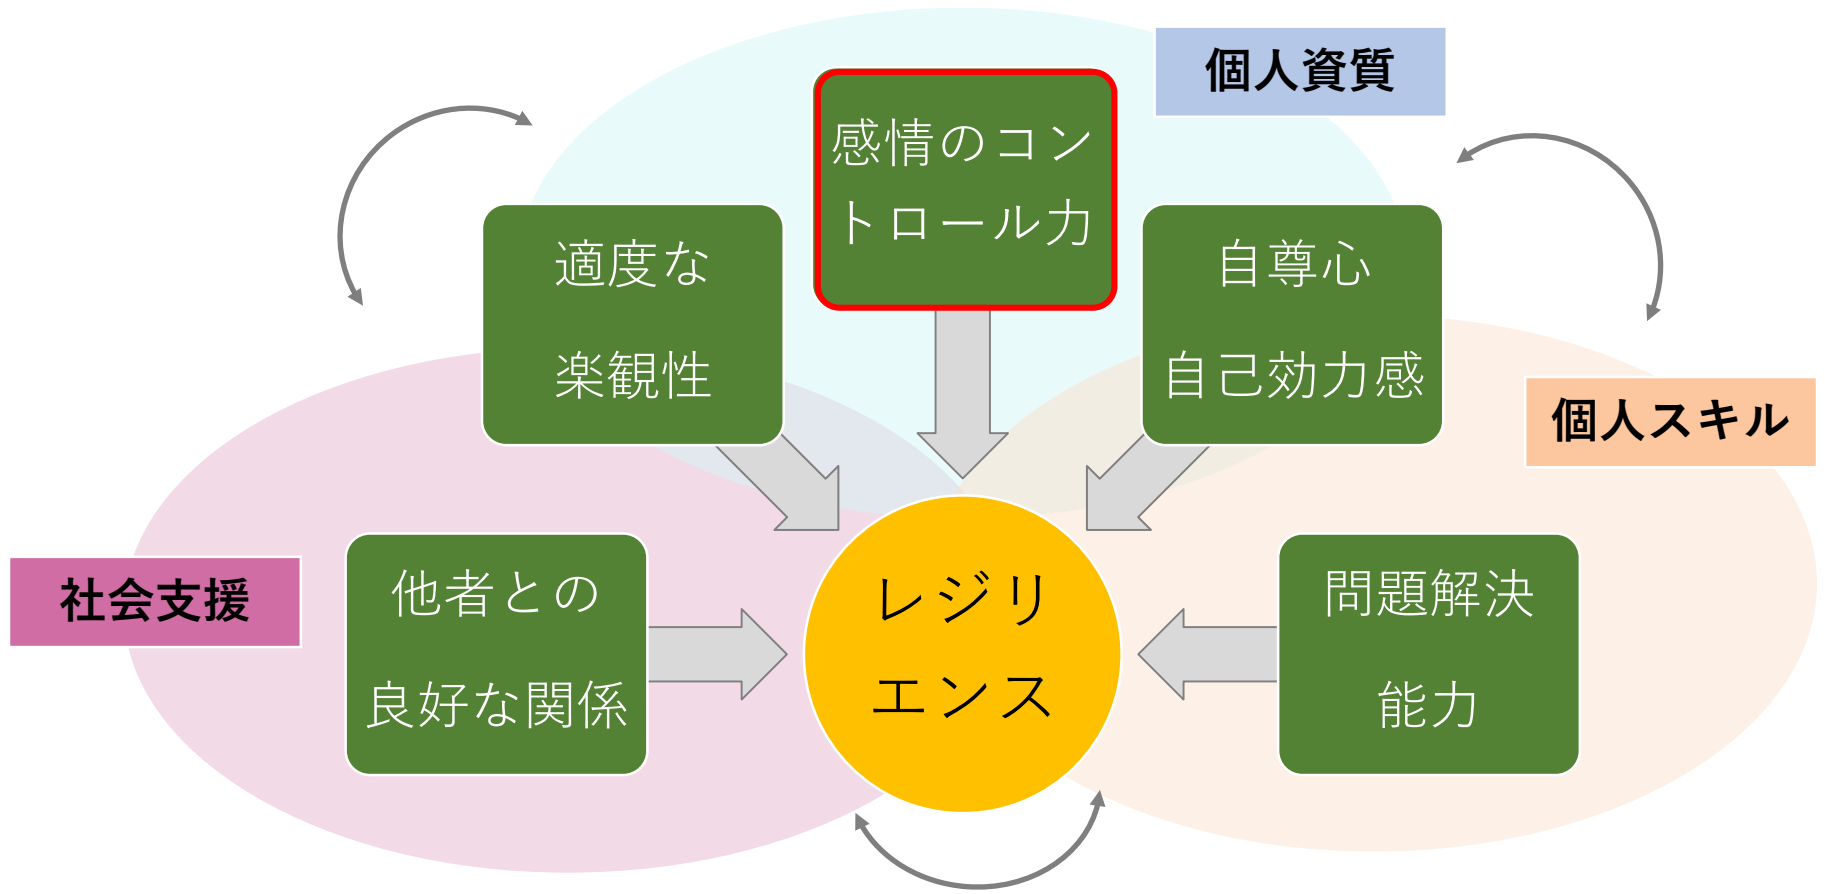 個人資質
感情のコン
トロール力
適度な
楽観性
自尊心
自己効力感
個人スキル
社会支援
他者との
良好な関係
レジリ
エンス
問題解決
能力